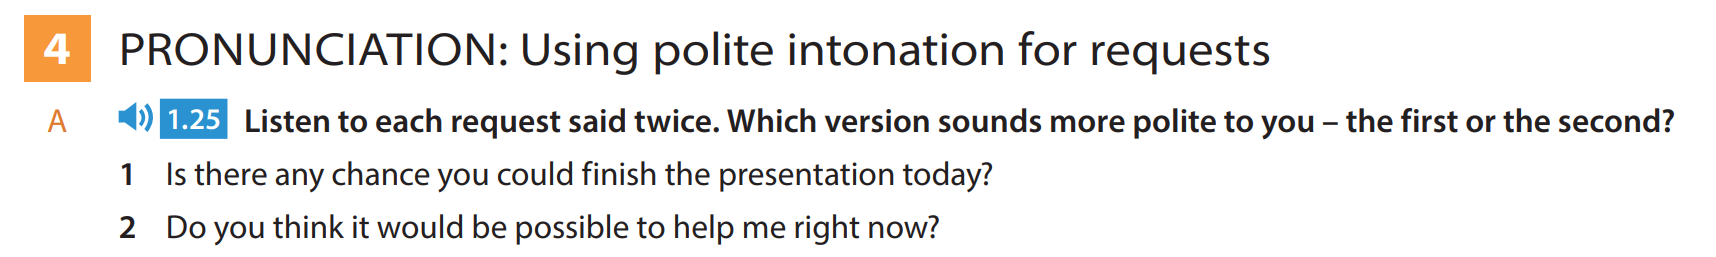 4 PRONUNCIATION: Using polite intonation for requests
A 1.25 Listen to each request said twice. Which version sounds more polite to you – the first or the second?
1 Is there any chance you could finish the presentation today?
2 Do you think it would be possible to help me right now?